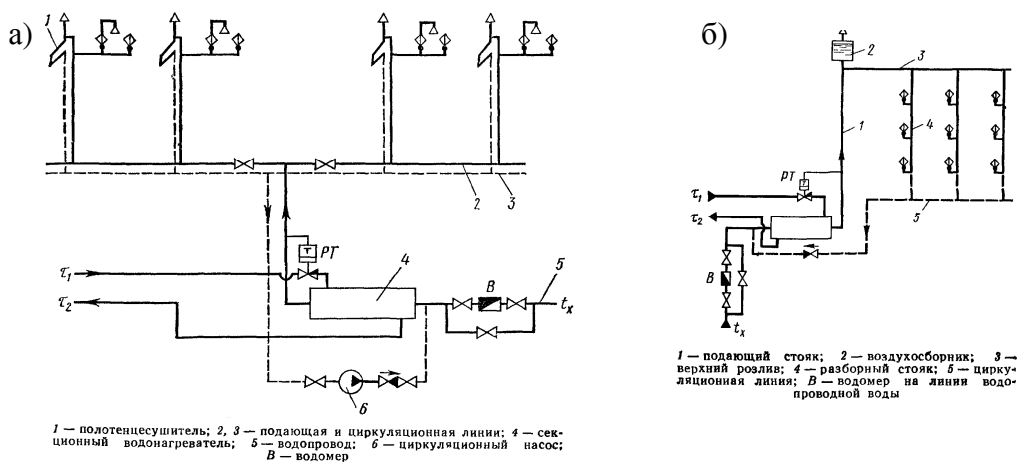 а)
1
2
3
РТ
τ₁
τ₂
4
В
5
tₓ
6
1 — полотенцесушитель; 2, 3 — подающая и циркуляционная линии; 4 — сек-
ционный водонагреватель; 5 — водопровод; 6 — циркуляционный насос;
В — водомер
б)
2
3
1
4
РТ
τ₁
τ₂
5
В
tₓ
1 — подающий стояк; 2 — воздухосборник; 3 —
верхний розлив; 4 — разборный стояк; 5 — цирку-
ляционная линия; В — водомер на линии водо-
проводной воды